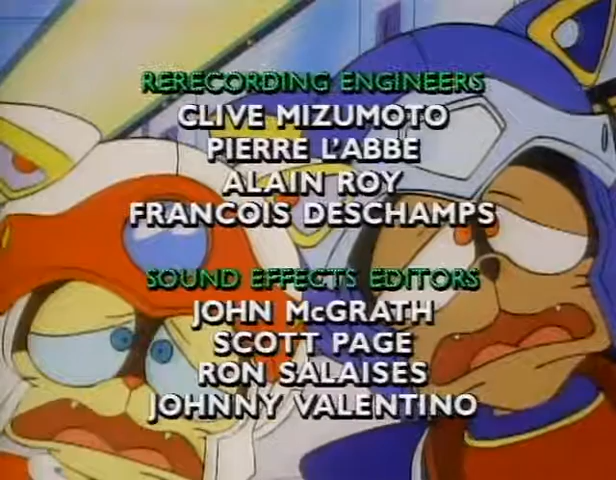 RERECORDING ENGINEERS
CLIVE MIZUMOTO
PIERRE L'ABBE
ALAIN ROY
FRANCOIS DESCHAMPS
SOUND EFFECTS EDITORS
JOHN McGRATH
SCOTT PAGE
RON SALAISES
JOHNNY VALENTINO